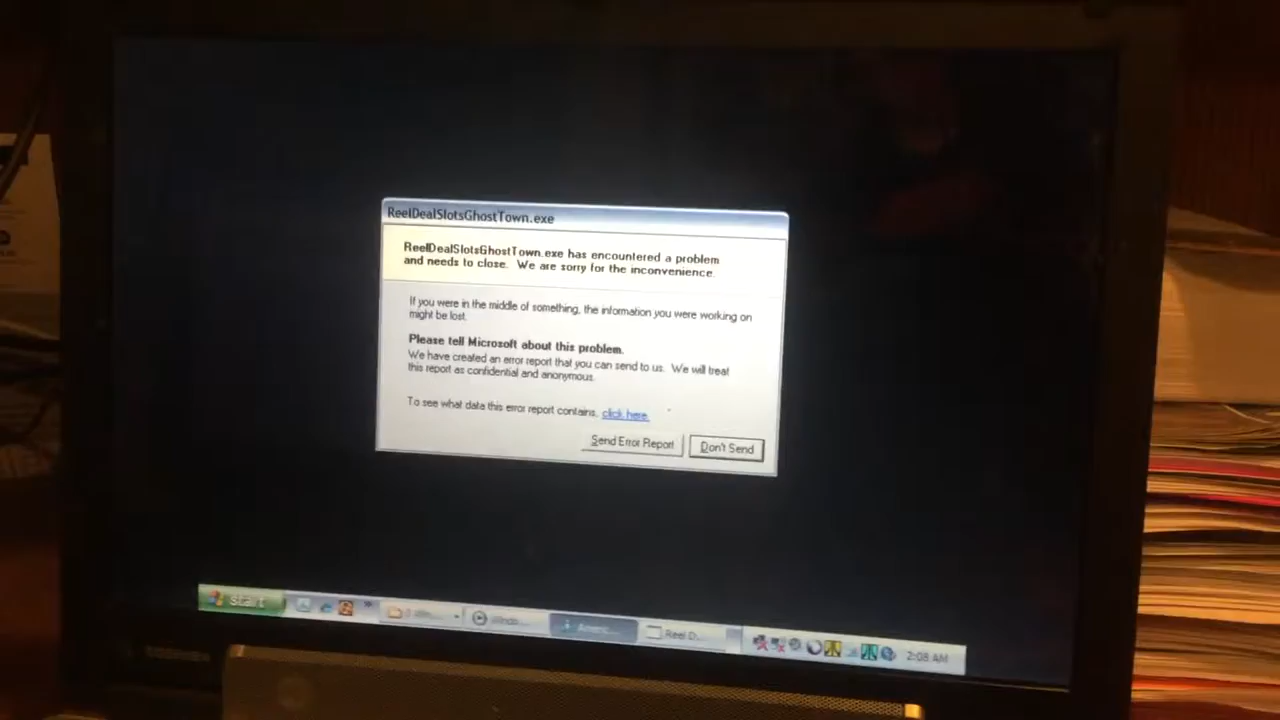 ReelDealSlotsGhostTown.exe
ReelDealSlotsGhostTown.exe has encountered a problem
and needs to close.  We are sorry for the inconvenience.
If you were in the middle of something, the information you were working on
might be lost.
Please tell Microsoft about this problem.
We have created an error report that you can send to us.  We will treat
this report as confidential and anonymous.
To see what data this error report contains, click here.
Send Error Report Don't Send
start Reel D... 2:08 AM